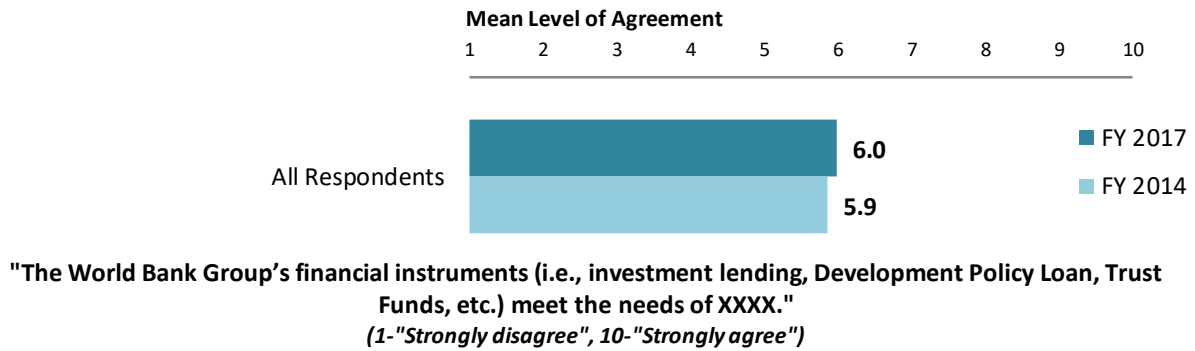 Mean Level of Agreement
1 2 3 4 5 6 7 8 9 10
All Respondents
6.0
5.9
FY 2017
FY 2014
"The World Bank Group’s financial instruments (i.e., investment lending, Development Policy Loan, Trust
Funds, etc.) meet the needs of XXXX."
(1-"Strongly disagree", 10-"Strongly agree")